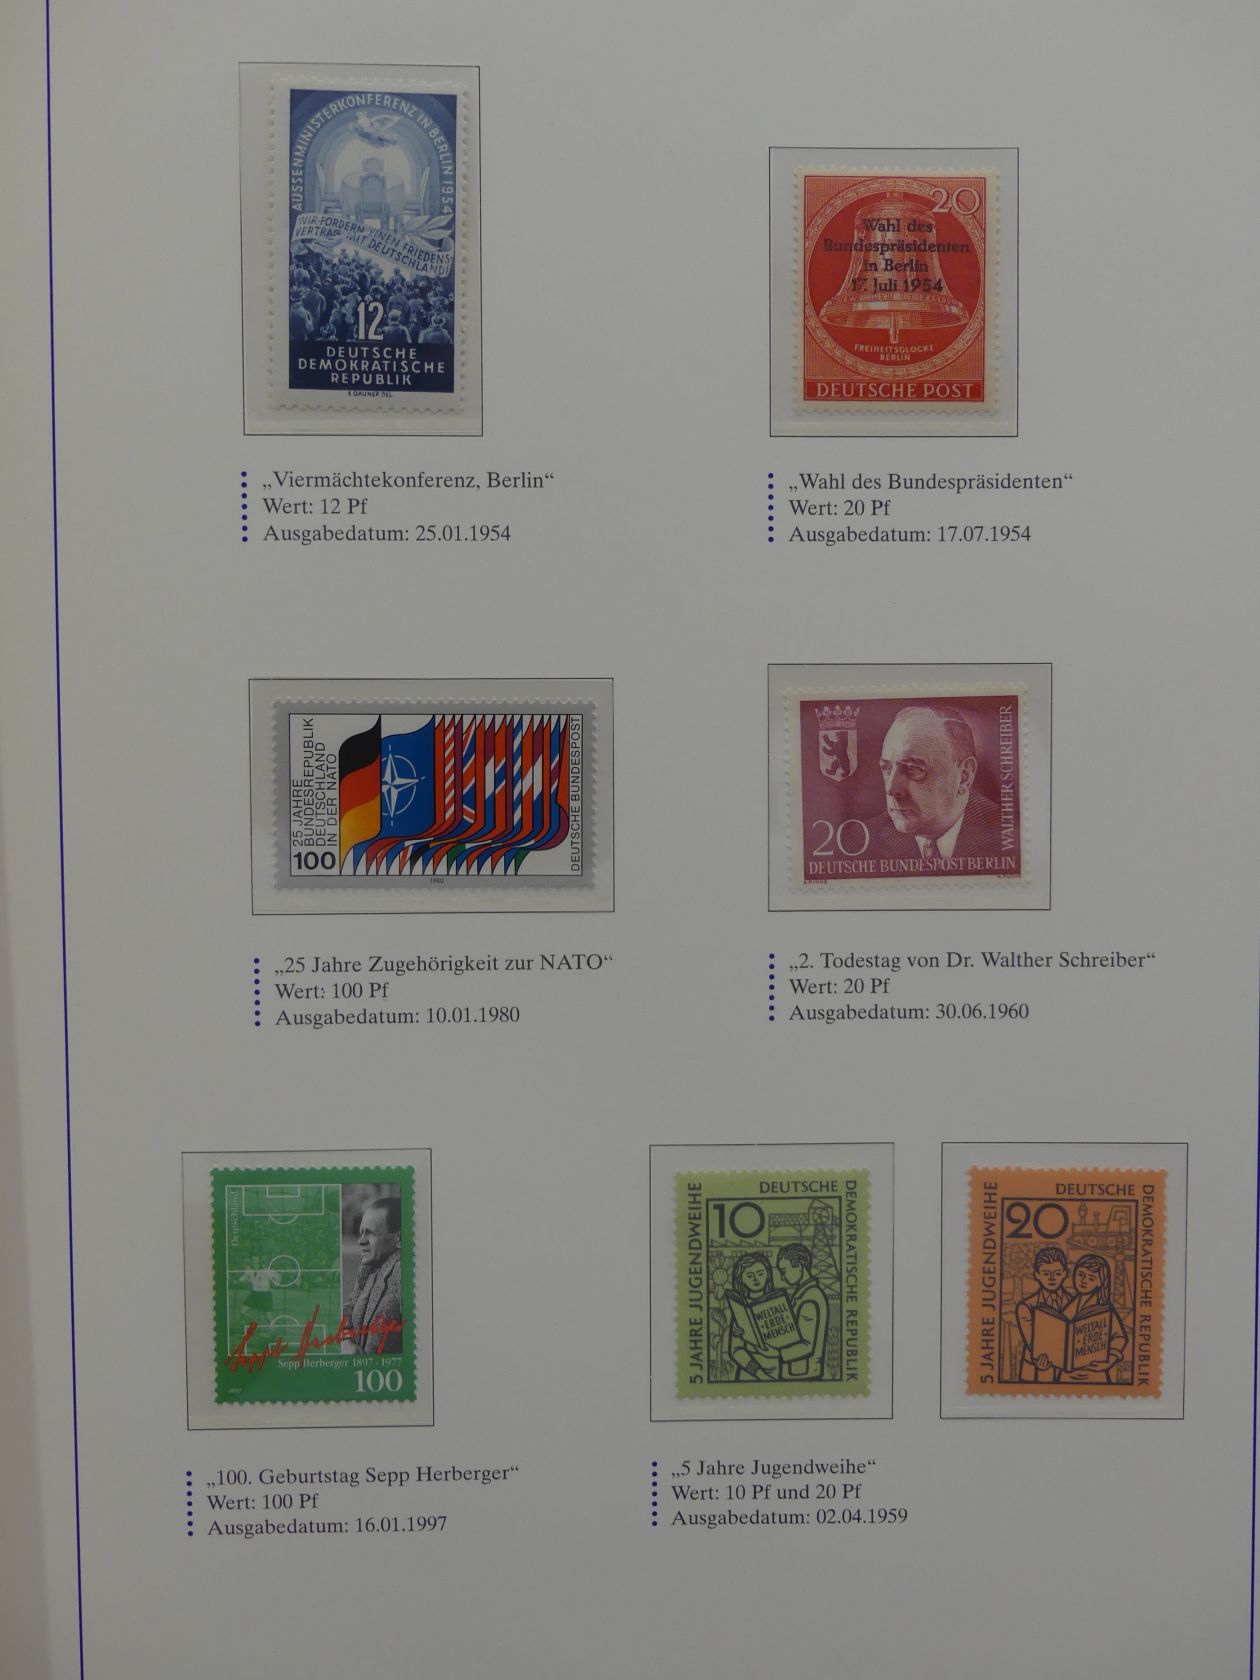 AUSSENMINISTERKONFERENZ IN BERLIN 1954
WIR FORDERN EINEN FRIEDENS
VERTRAG MIT DEUTSCHLAND!
12
DEUTSCHE
DEMOKRATISCHE
REPUBLIK
E.GRUNER DEL.
„Viermächtekonferenz, Berlin“
Wert: 12 Pf
Ausgabedatum: 25.01.1954
20
Wahl des
Bundespräsidenten
in Berlin
17. Juli 1954
FREIHEITSGLOCKE
BERLIN
DEUTSCHE POST
„Wahl des Bundespräsidenten“
Wert: 20 Pf
Ausgabedatum: 17.07.1954
25 JAHRE
BUNDESREPUBLIK
DEUTSCHLAND
IN DER NATO
100
DEUTSCHE BUNDESPOST
1980
„25 Jahre Zugehörigkeit zur NATO“
Wert: 100 Pf
Ausgabedatum: 10.01.1980
WALTHER SCHREIBER
20
DEUTSCHE BUNDESPOST BERLIN
„2. Todestag von Dr. Walther Schreiber“
Wert: 20 Pf
Ausgabedatum: 30.06.1960
Deutschland
Sepp Herberger
Sepp Herberger 1897-1977
1997
100
„100. Geburtstag Sepp Herberger“
Wert: 100 Pf
Ausgabedatum: 16.01.1997
5 JAHRE JUGENDWEIHE
DEUTSCHE
DEMOKRATISCHE REPUBLIK
10
WELTALL
• ERDE •
MENSCH
5 JAHRE JUGENDWEIHE
DEUTSCHE
DEMOKRATISCHE REPUBLIK
20
WELTALL
• ERDE •
MENSCH
„5 Jahre Jugendweihe“
Wert: 10 Pf und 20 Pf
Ausgabedatum: 02.04.1959